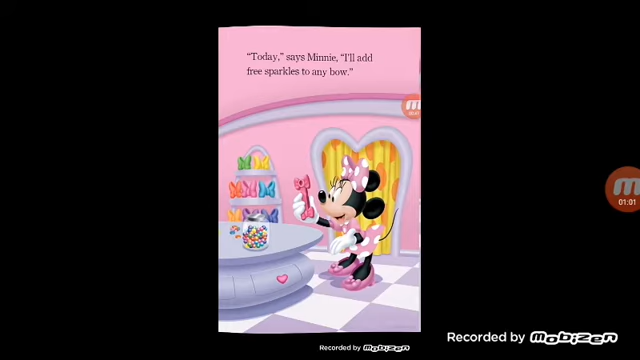 “Today,” says Minnie, “I'll add
free sparkles to any bow.”
01:01
Recorded by MOBIZEN
Recorded by MOBIZEN